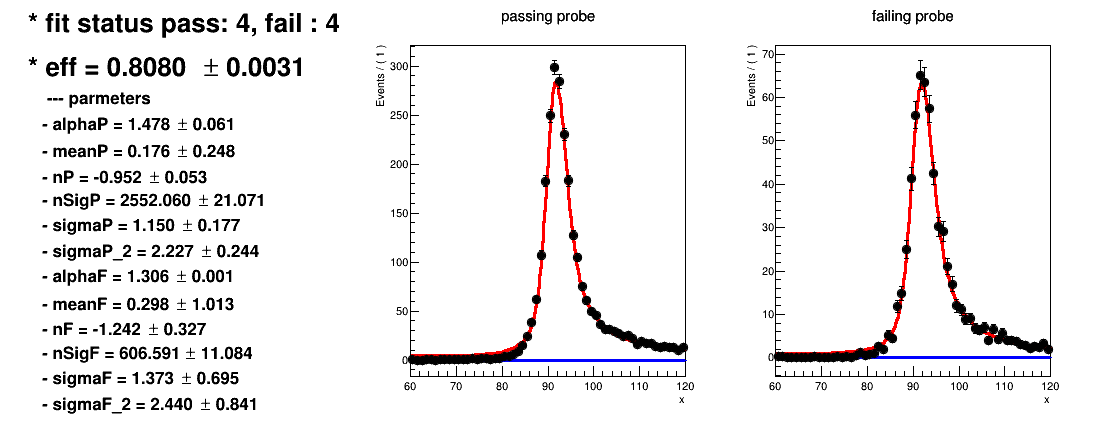 * fit status pass: 4, fail : 4
* eff = 0.8080 ± 0.0031
--- parmeters
- alphaP = 1.478 ± 0.061
- meanP = 0.176 ± 0.248
- nP = -0.952 ± 0.053
- nSigP = 2552.060 ± 21.071
- sigmaP = 1.150 ± 0.177
- sigmaP_2 = 2.227 ± 0.244
- alphaF = 1.306 ± 0.001
- meanF = 0.298 ± 1.013
- nF = -1.242 ± 0.327
- nSigF = 606.591 ± 11.084
- sigmaF = 1.373 ± 0.695
- sigmaF_2 = 2.440 ± 0.841
passing probe
Events / ( 1 )
300
250
200
150
100
50
0
60 70 80 90 100 110 120
x
failing probe
Events / ( 1 )
70
60
50
40
30
20
10
0
60 70 80 90 100 110 120
x